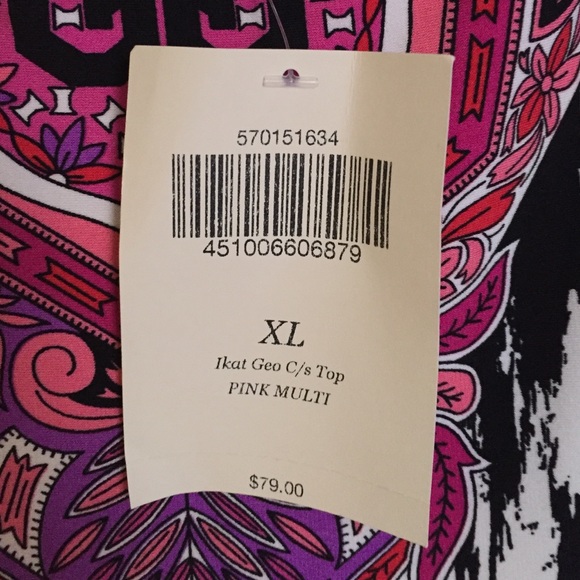 570151634
451006606879
XL
Ikat Geo C/s Top
PINK MULTI
$79.00